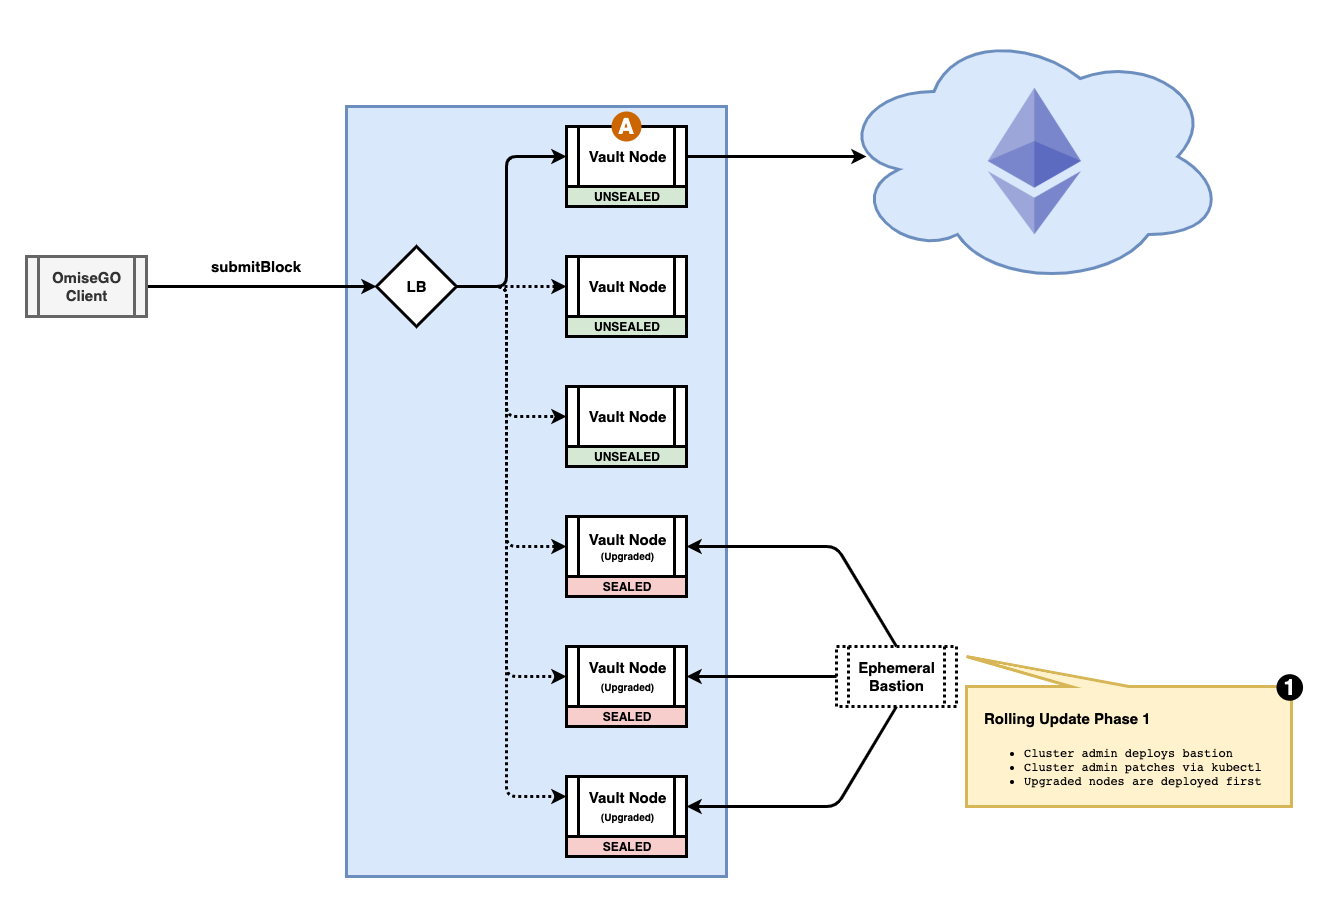 A
Vault Node
UNSEALED
OmiseGO
Client
submitBlock
LB
Vault Node
UNSEALED
Vault Node
UNSEALED
Vault Node
(Upgraded)
SEALED
Vault Node
(Upgraded)
SEALED
Vault Node
(Upgraded)
SEALED
Ephemeral
Bastion
1
Rolling Update Phase 1
• Cluster admin deploys bastion
• Cluster admin patches via kubectl
• Upgraded nodes are deployed first